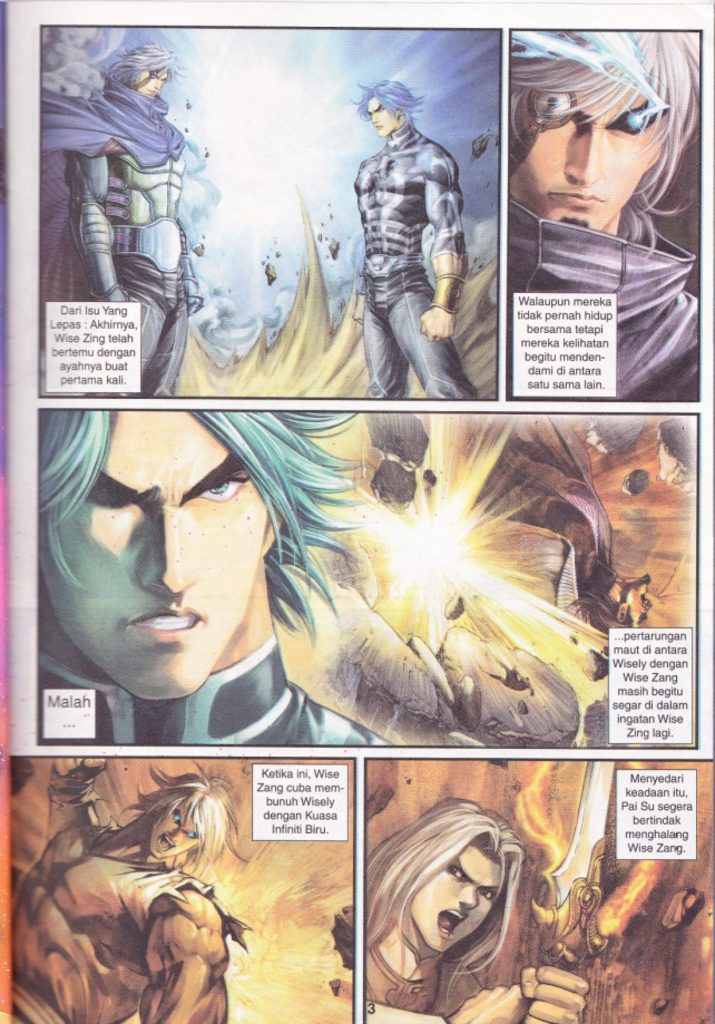 Dari Isu Yang
Lepas : Akhirnya,
Wise Zing telah
bertemu dengan
ayahnya buat
pertama kali.
Walaupun mereka
tidak pernah hidup
bersama tetapi
mereka kelihatan
begitu menden-
dami di antara
satu sama lain.
Malah
...
...pertarungan
maut di antara
Wisely dengan
Wise Zang
masih begitu
segar di dalam
ingatan Wise
Zing lagi.
Ketika ini, Wise
Zang cuba mem-
bunuh Wisely
dengan Kuasa
Infiniti Biru.
Menyedari
keadaan itu,
Pai Su segera
bertindak
menghalang
Wise Zang.
3